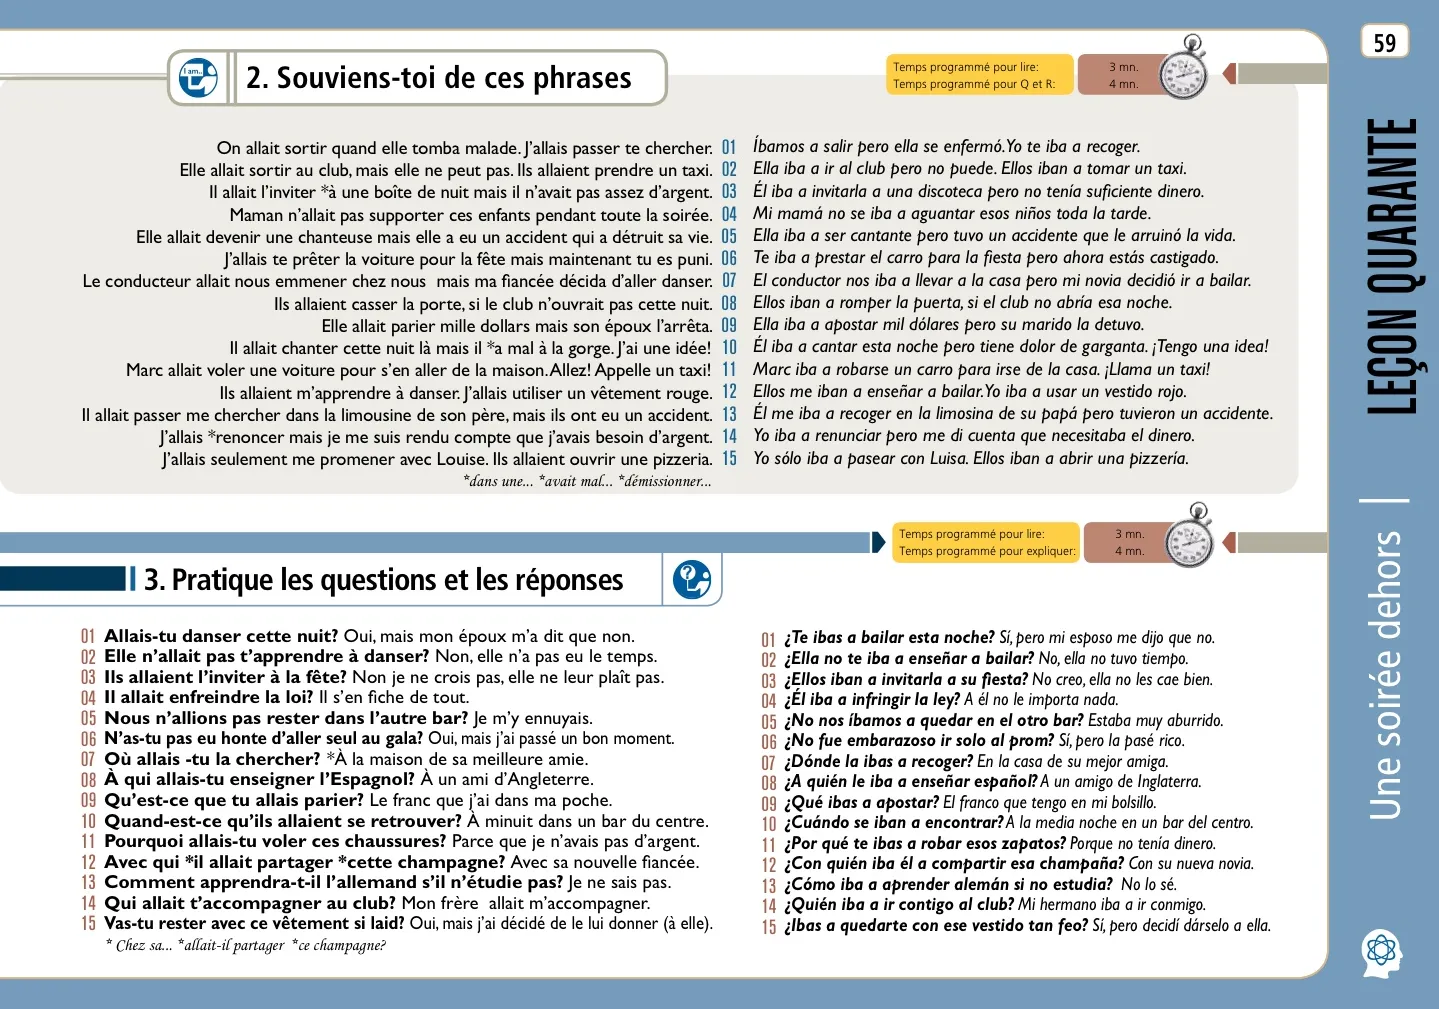 59
I am..
2. Souviens-toi de ces phrases
Temps programmé pour lire: 3 mn.
Temps programmé pour Q et R: 4 mn.
On allait sortir quand elle tomba malade. J'allais passer te chercher. 01 Íbamos a salir pero ella se enfermó. Yo te iba a recoger.
Elle allait sortir au club, mais elle ne peut pas. Ils allaient prendre un taxi. 02 Ella iba a ir al club pero no puede. Ellos iban a tomar un taxi.
Il allait l'inviter *à une boîte de nuit mais il n'avait pas assez d'argent. 03 Él iba a invitarla a una discoteca pero no tenía suficiente dinero.
Maman n'allait pas supporter ces enfants pendant toute la soirée. 04 Mi mamá no se iba a aguantar esos niños toda la tarde.
Elle allait devenir une chanteuse mais elle a eu un accident qui a détruit sa vie. 05 Ella iba a ser cantante pero tuvo un accidente que le arruinó la vida.
J'allais te prêter la voiture pour la fête mais maintenant tu es puni. 06 Te iba a prestar el carro para la fiesta pero ahora estás castigado.
Le conducteur allait nous emmener chez nous mais ma fiancée décida d'aller danser. 07 El conductor nos iba a llevar a la casa pero mi novia decidió ir a bailar.
Ils allaient casser la porte, si le club n'ouvrait pas cette nuit. 08 Ellos iban a romper la puerta, si el club no abría esa noche.
Elle allait parier mille dollars mais son époux l'arrêta. 09 Ella iba a apostar mil dólares pero su marido la detuvo.
Il allait chanter cette nuit là mais il *a mal à la gorge. J'ai une idée! 10 Él iba a cantar esta noche pero tiene dolor de garganta. ¡Tengo una idea!
Marc allait voler une voiture pour s'en aller de la maison. Allez! Appelle un taxi! 11 Marc iba a robarse un carro para irse de la casa. ¡Llama un taxi!
Ils allaient m'apprendre à danser. J'allais utiliser un vêtement rouge. 12 Ellos me iban a enseñar a bailar. Yo iba a usar un vestido rojo.
Il allait passer me chercher dans la limousine de son père, mais ils ont eu un accident. 13 Él me iba a recoger en la limosina de su papá pero tuvieron un accidente.
J'allais *renoncer mais je me suis rendu compte que j'avais besoin d'argent. 14 Yo iba a renunciar pero me di cuenta que necesitaba el dinero.
J'allais seulement me promener avec Louise. Ils allaient ouvrir une pizzeria. 15 Yo sólo iba a pasear con Luisa. Ellos iban a abrir una pizzería.
*dans une... *avait mal... *démissionner...
Temps programmé pour lire: 3 mn.
Temps programmé pour expliquer: 4 mn.
3. Pratique les questions et les réponses
?
01 Allais-tu danser cette nuit? Oui, mais mon époux m'a dit que non.
02 Elle n'allait pas t'apprendre à danser? Non, elle n'a pas eu le temps.
03 Ils allaient l'inviter à la fête? Non je ne crois pas, elle ne leur plaît pas.
04 Il allait enfreindre la loi? Il s'en fiche de tout.
05 Nous n'allions pas rester dans l'autre bar? Je m'y ennuyais.
06 N'as-tu pas eu honte d'aller seul au gala? Oui, mais j'ai passé un bon moment.
07 Où allais -tu la chercher? *À la maison de sa meilleure amie.
08 À qui allais-tu enseigner l'Espagnol? À un ami d'Angleterre.
09 Qu'est-ce que tu allais parier? Le franc que j'ai dans ma poche.
10 Quand-est-ce qu'ils allaient se retrouver? À minuit dans un bar du centre.
11 Pourquoi allais-tu voler ces chaussures? Parce que je n'avais pas d'argent.
12 Avec qui *il allait partager *cette champagne? Avec sa nouvelle fiancée.
13 Comment apprendra-t-il l'allemand s'il n'étudie pas? Je ne sais pas.
14 Qui allait t'accompagner au club? Mon frère allait m'accompagner.
15 Vas-tu rester avec ce vêtement si laid? Oui, mais j'ai décidé de le lui donner (à elle).
* Chez sa... *allait-il partager *ce champagne?
01 ¿Te ibas a bailar esta noche? Sí, pero mi esposo me dijo que no.
02 ¿Ella no te iba a enseñar a bailar? No, ella no tuvo tiempo.
03 ¿Ellos iban a invitarla a su fiesta? No creo, ella no les cae bien.
04 ¿Él iba a infringir la ley? A él no le importa nada.
05 ¿No nos íbamos a quedar en el otro bar? Estaba muy aburrido.
06 ¿No fue embarazoso ir solo al prom? Sí, pero la pasé rico.
07 ¿Dónde la ibas a recoger? En la casa de su mejor amiga.
08 ¿A quién le iba a enseñar español? A un amigo de Inglaterra.
09 ¿Qué ibas a apostar? El franco que tengo en mi bolsillo.
10 ¿Cuándo se iban a encontrar? A la media noche en un bar del centro.
11 ¿Por qué te ibas a robar esos zapatos? Porque no tenía dinero.
12 ¿Con quién iba él a compartir esa champaña? Con su nueva novia.
13 ¿Cómo iba a aprender alemán si no estudia? No lo sé.
14 ¿Quién iba a ir contigo al club? Mi hermano iba a ir conmigo.
15 ¿Ibas a quedarte con ese vestido tan feo? Sí, pero decidí dárselo a ella.
LEÇON QUARANTE
Une soirée dehors